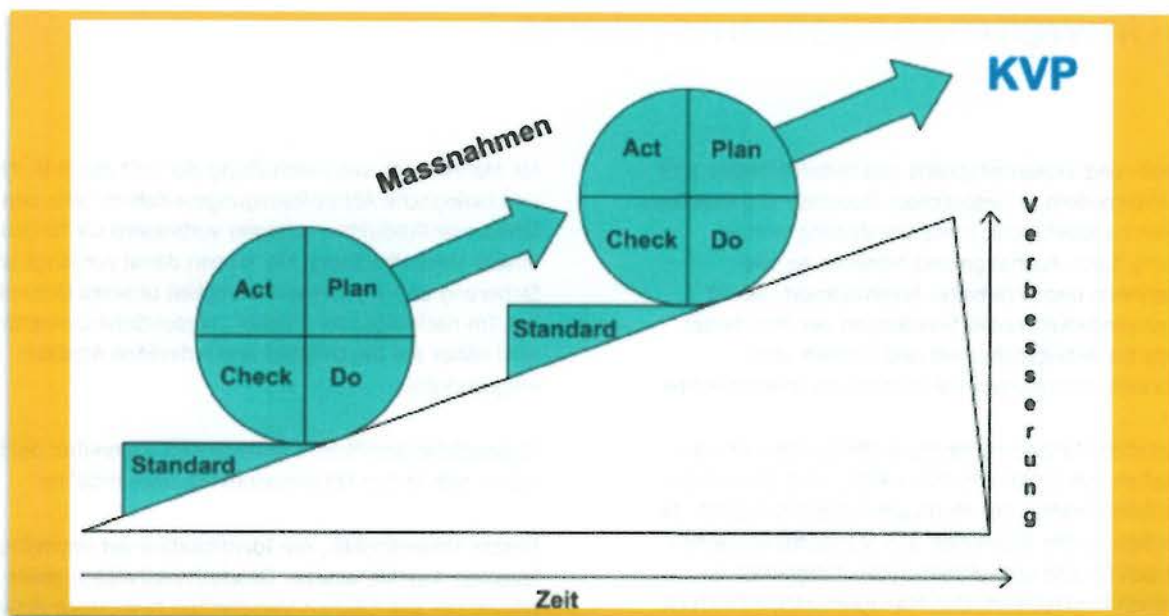 KVP
Massnahmen
Act Plan
Check Do
Standard
Act Plan
Check Do
Standard
Verbesserung
Zeit